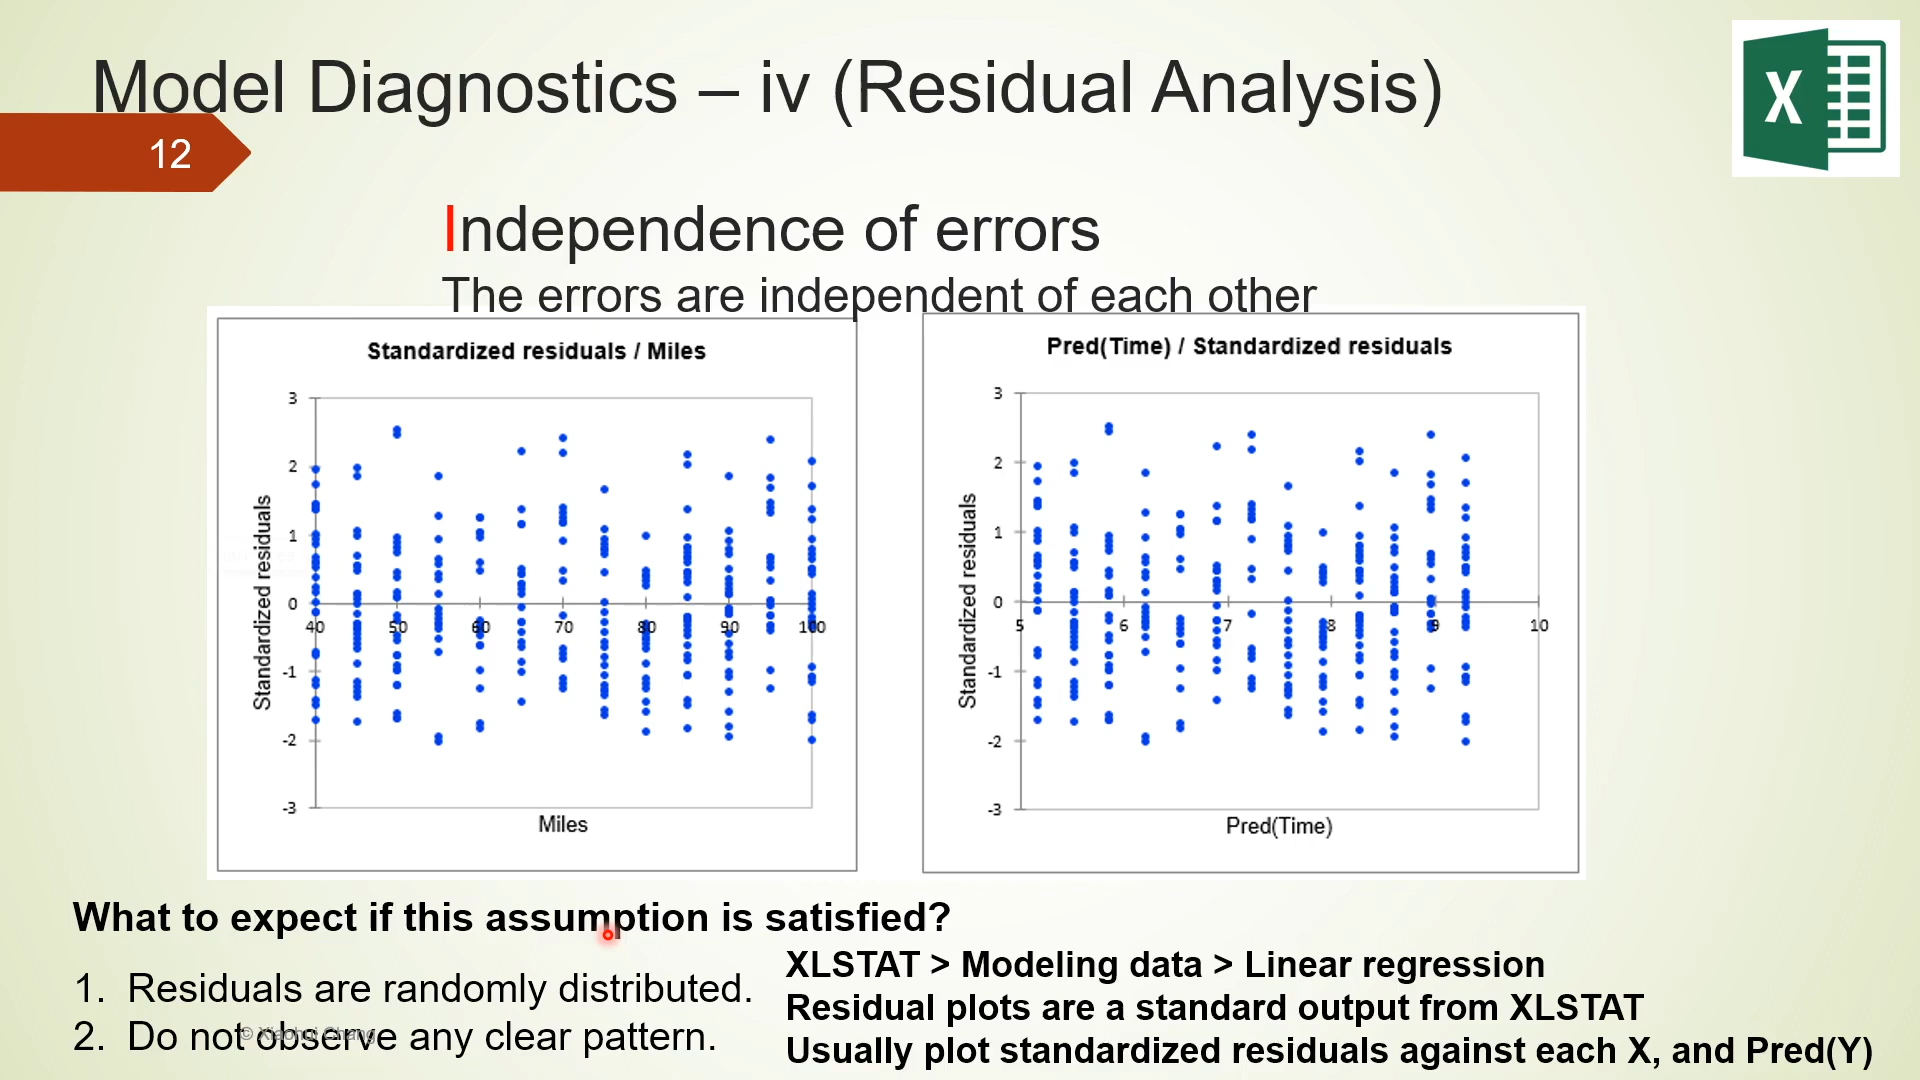 Model Diagnostics – iv (Residual Analysis)
X
12
Independence of errors
The errors are independent of each other
Standardized residuals / Miles
3
2
1
0
-1
-2
-3
40 50 60 70 80 90 100
Standardized residuals
Miles
Pred(Time) / Standardized residuals
3
2
1
0
-1
-2
-3
5 6 7 8 9 10
Standardized residuals
Pred(Time)
What to expect if this assumption is satisfied?
1. Residuals are randomly distributed.
2. Do not observe any clear pattern.
© Xiaohui Chang
XLSTAT > Modeling data > Linear regression
Residual plots are a standard output from XLSTAT
Usually plot standardized residuals against each X, and Pred(Y)